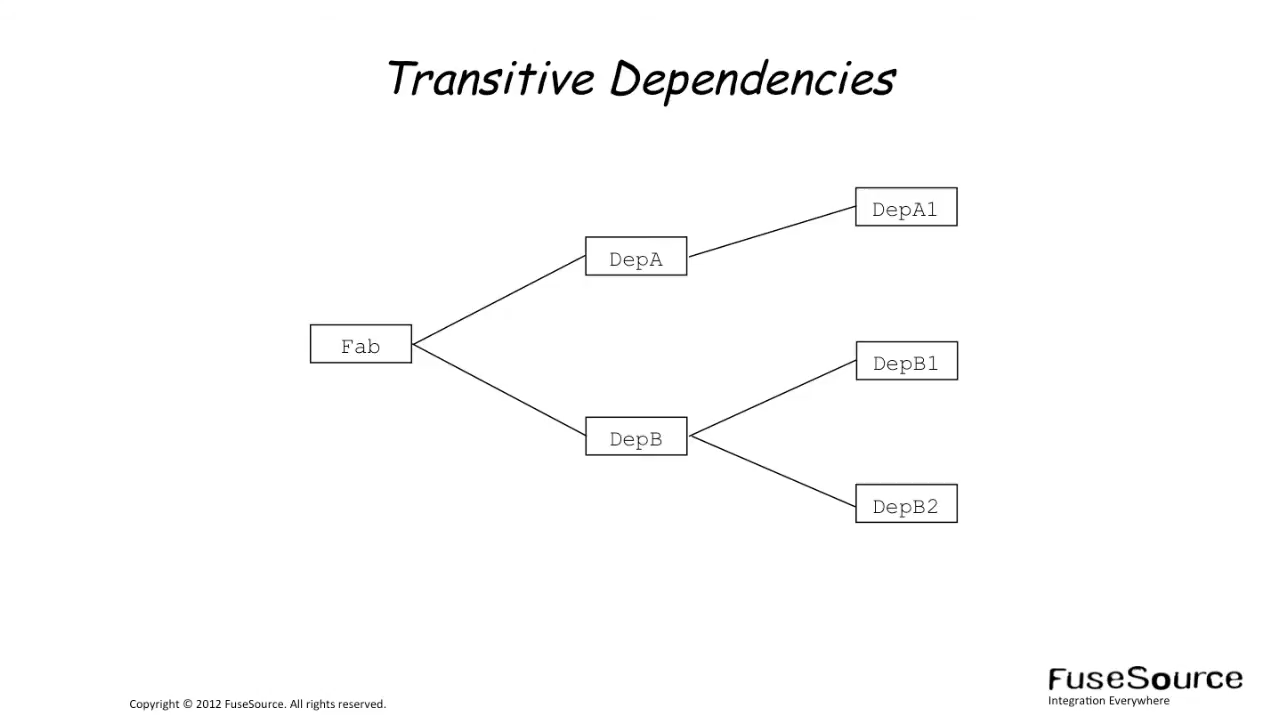 Transitive Dependencies
DepA1
DepA
Fab
DepB1
DepB
DepB2
FuseSource
Integration Everywhere
Copyright © 2012 FuseSource. All rights reserved.